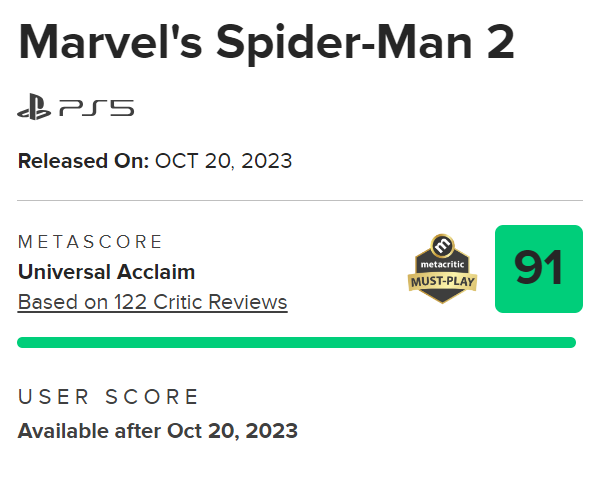 Marvel's Spider-Man 2
PS5
Released On: OCT 20, 2023
METASCORE
Universal Acclaim
Based on 122 Critic Reviews
m
metacritic
MUST-PLAY
91
USER SCORE
Available after Oct 20, 2023